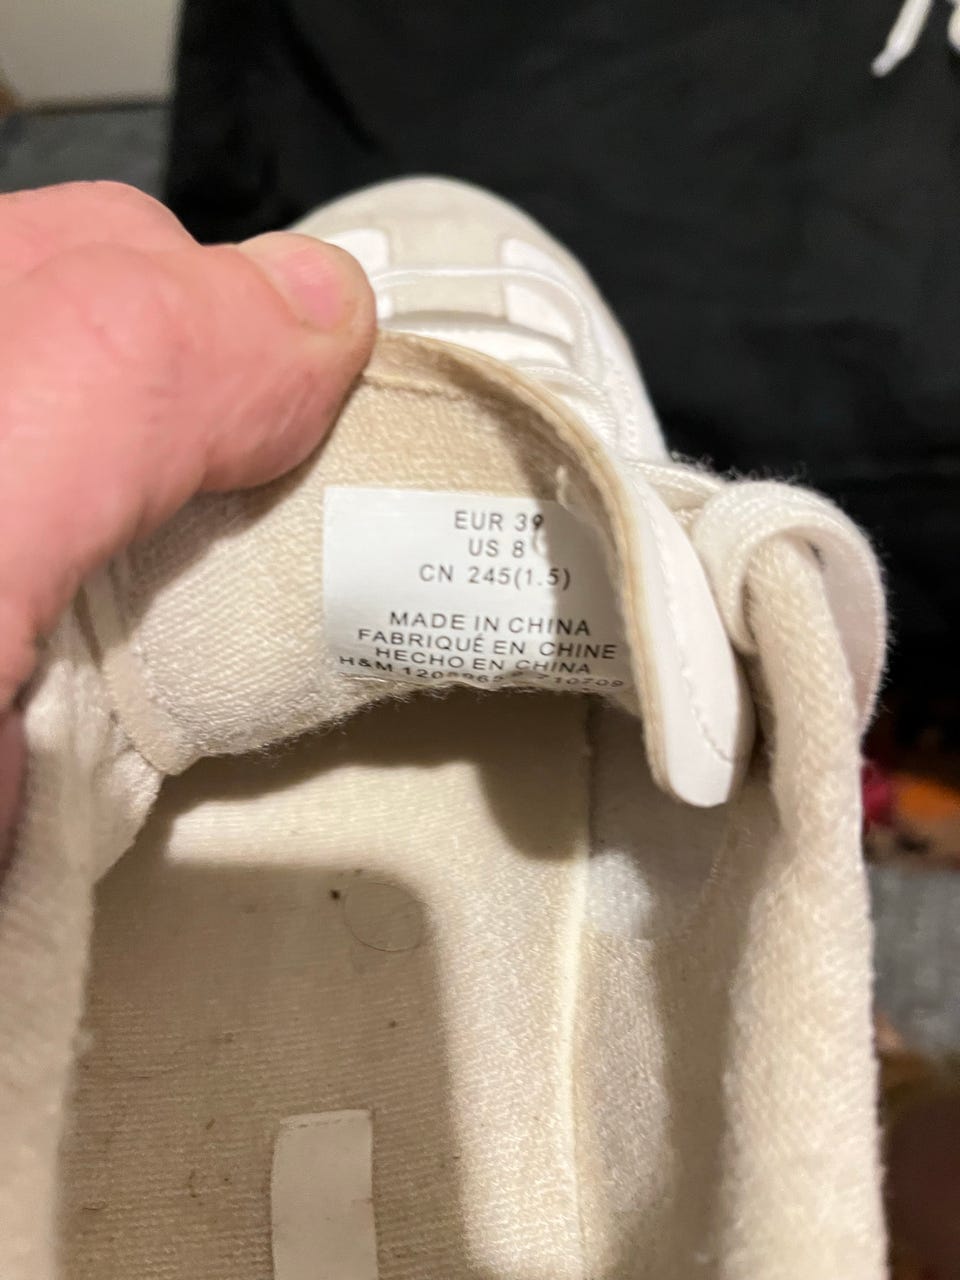 EUR 39
US 8
CN 245(1.5)
MADE IN CHINA
FABRIQUÉ EN CHINE
HECHO EN CHINA
H&M